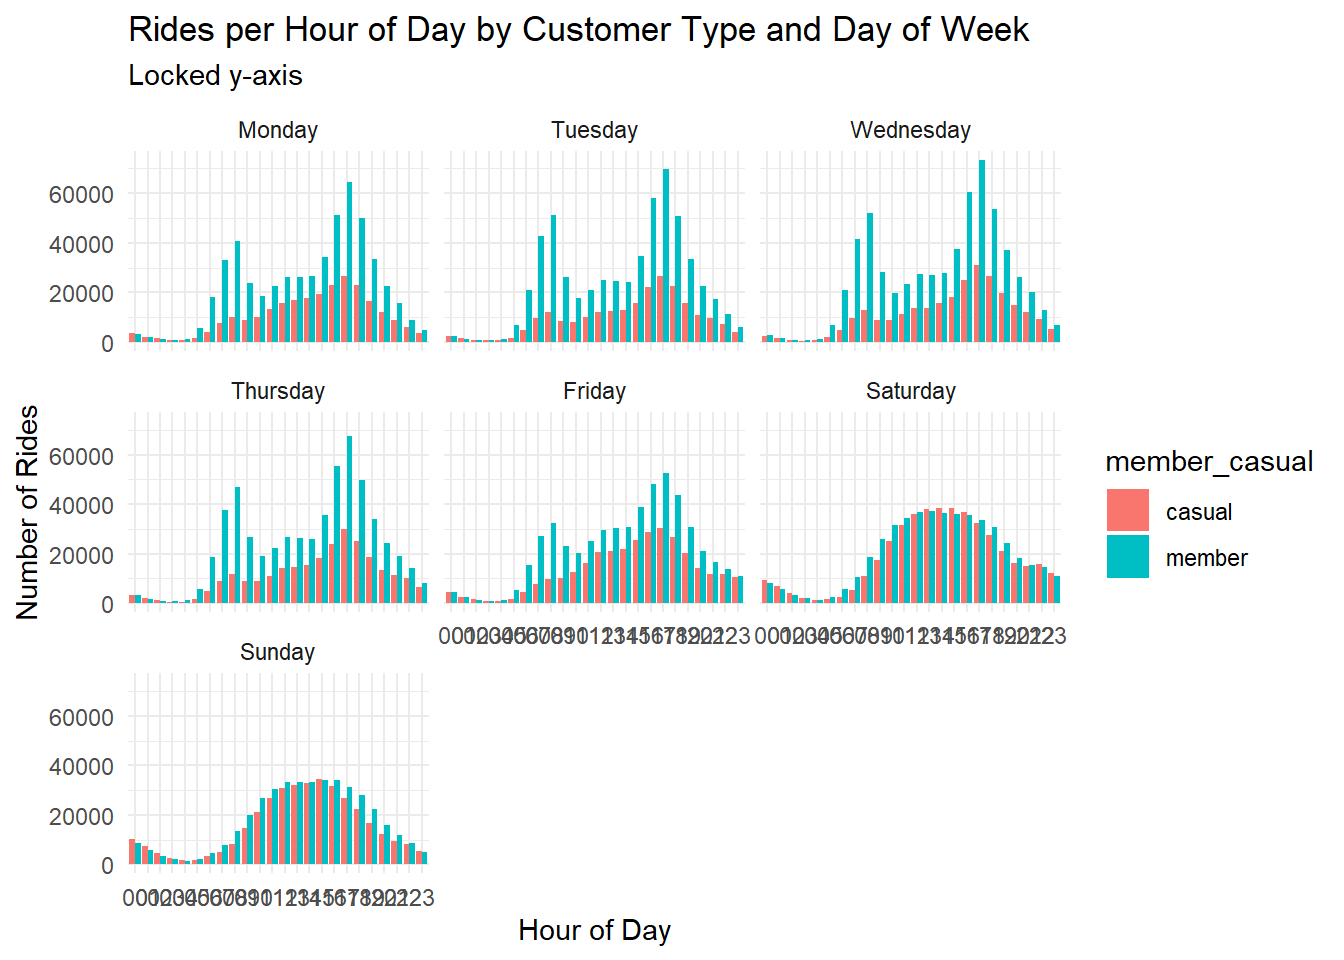 Rides per Hour of Day by Customer Type and Day of Week
Locked y-axis
Monday
Tuesday
Wednesday
60000
40000
20000
0
Thursday
Friday
Saturday
60000
40000
20000
0
Sunday
60000
40000
20000
0
Number of Rides
Hour of Day
member_casual
casual
member